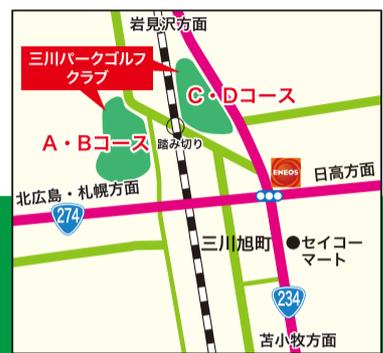 岩見沢方面
三川パークゴルフ
クラブ
C・Dコース
A・Bコース
踏み切り
ENEOS
日高方面
北広島・札幌方面
274
三川旭町
セイコー
マート
234
苫小牧方面